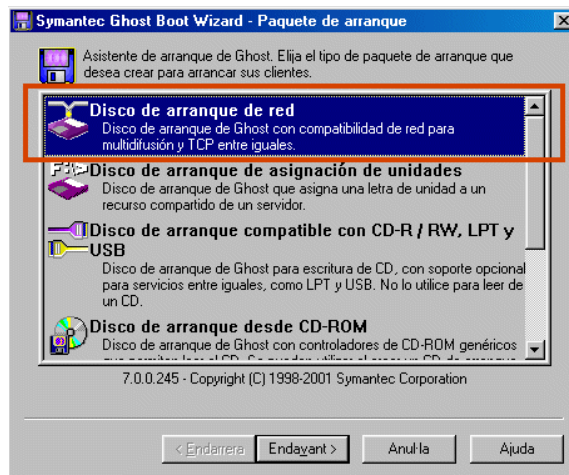 Symantec Ghost Boot Wizard - Paquete de arranque
Asistente de arranque de Ghost. Elija el tipo de paquete de arranque que
desea crear para arrancar sus clientes.
Disco de arranque de red
Disco de arranque de Ghost con compatibilidad de red para
multidifusión y TCP entre iguales.
Disco de arranque de asignación de unidades
Disco de arranque de Ghost que asigna una letra de unidad a un
recurso compartido de un servidor.
Disco de arranque compatible con CD-R / RW, LPT y
USB
Disco de arranque de Ghost para escritura de CD, con soporte opcional
para servicios entre iguales, como LPT y USB. No lo utilice para leer de
un CD.
Disco de arranque desde CD-ROM
Disco de arranque de Ghost con controladores de CD-ROM genéricos
7.0.0.245 - Copyright (C) 1998-2001 Symantec Corporation
< Endarrera Endavant > Anul·la Ajuda